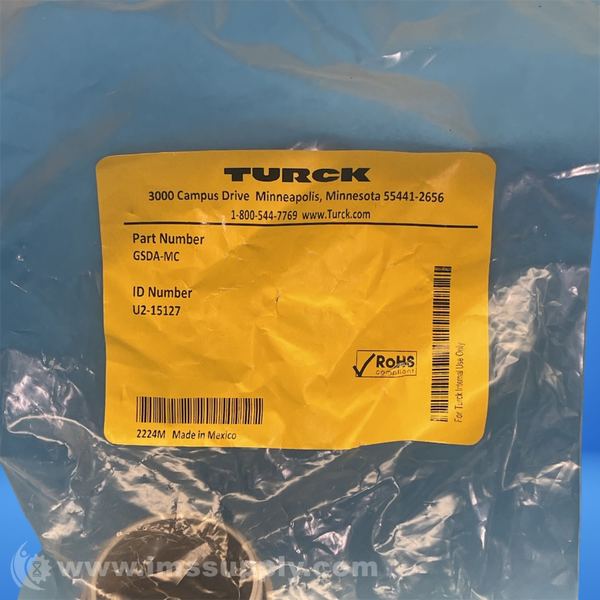 TURCK
3000 Campus Drive Minneapolis, Minnesota 55441-2656
1-800-544-7769 www.Turck.com
Part Number
GSDA-MC
ID Number
U2-15127
RoHS
compliant
For Turck Internal Use Only
2224M Made in Mexico
www.imssupply.com